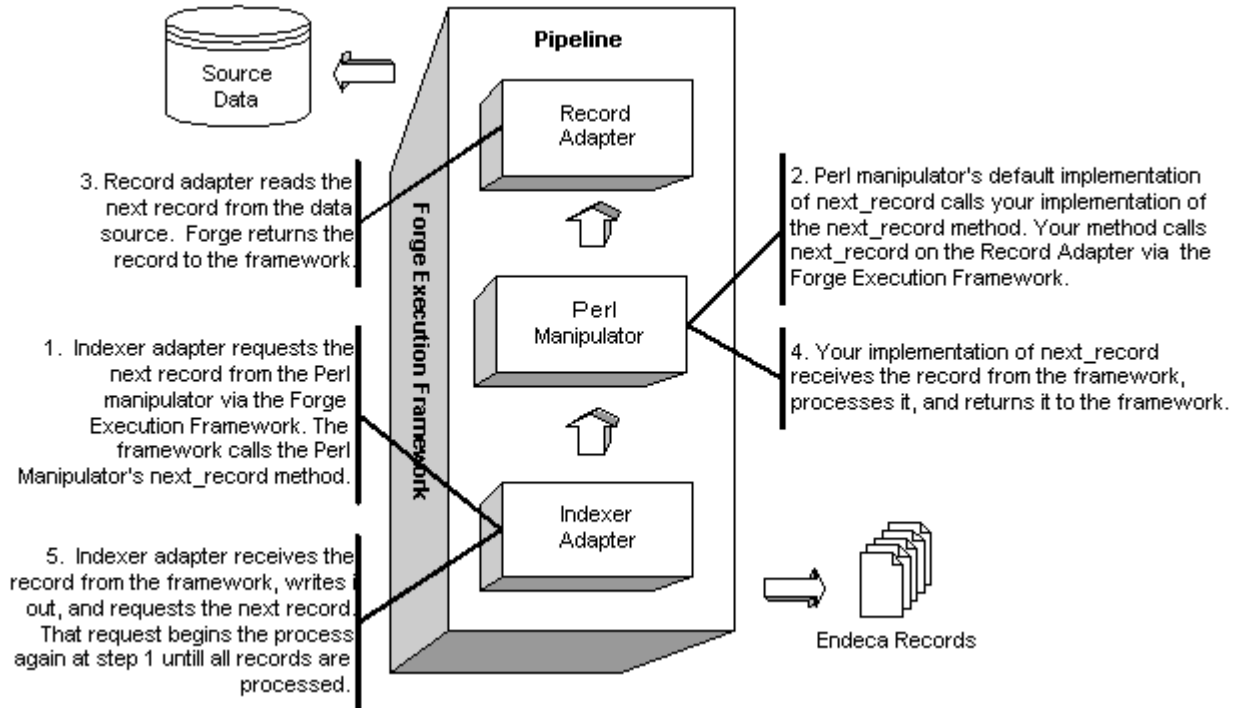 Pipeline
Source
Data
Record
Adapter
3. Record adapter reads the
next record from the data
source. Forge returns the
record to the framework.
2. Perl manipulator's default implementation
of next_record calls your implementation of
the next_record method. Your method calls
next_record on the Record Adapter via the
Forge Execution Framework.
Forge Execution Framework
Perl
Manipulator
1. Indexer adapter requests the
next record from the Perl
manipulator via the Forge
Execution Framework. The
framework calls the Perl
Manipulator's next_record method.
4. Your implementation of next_record
receives the record from the framework,
processes it, and returns it to the framework.
Indexer
Adapter
5. Indexer adapter receives the
record from the framework, writes i
out, and requests the next record.
That request begins the process
again at step 1 untill all records are
processed.
Endeca Records